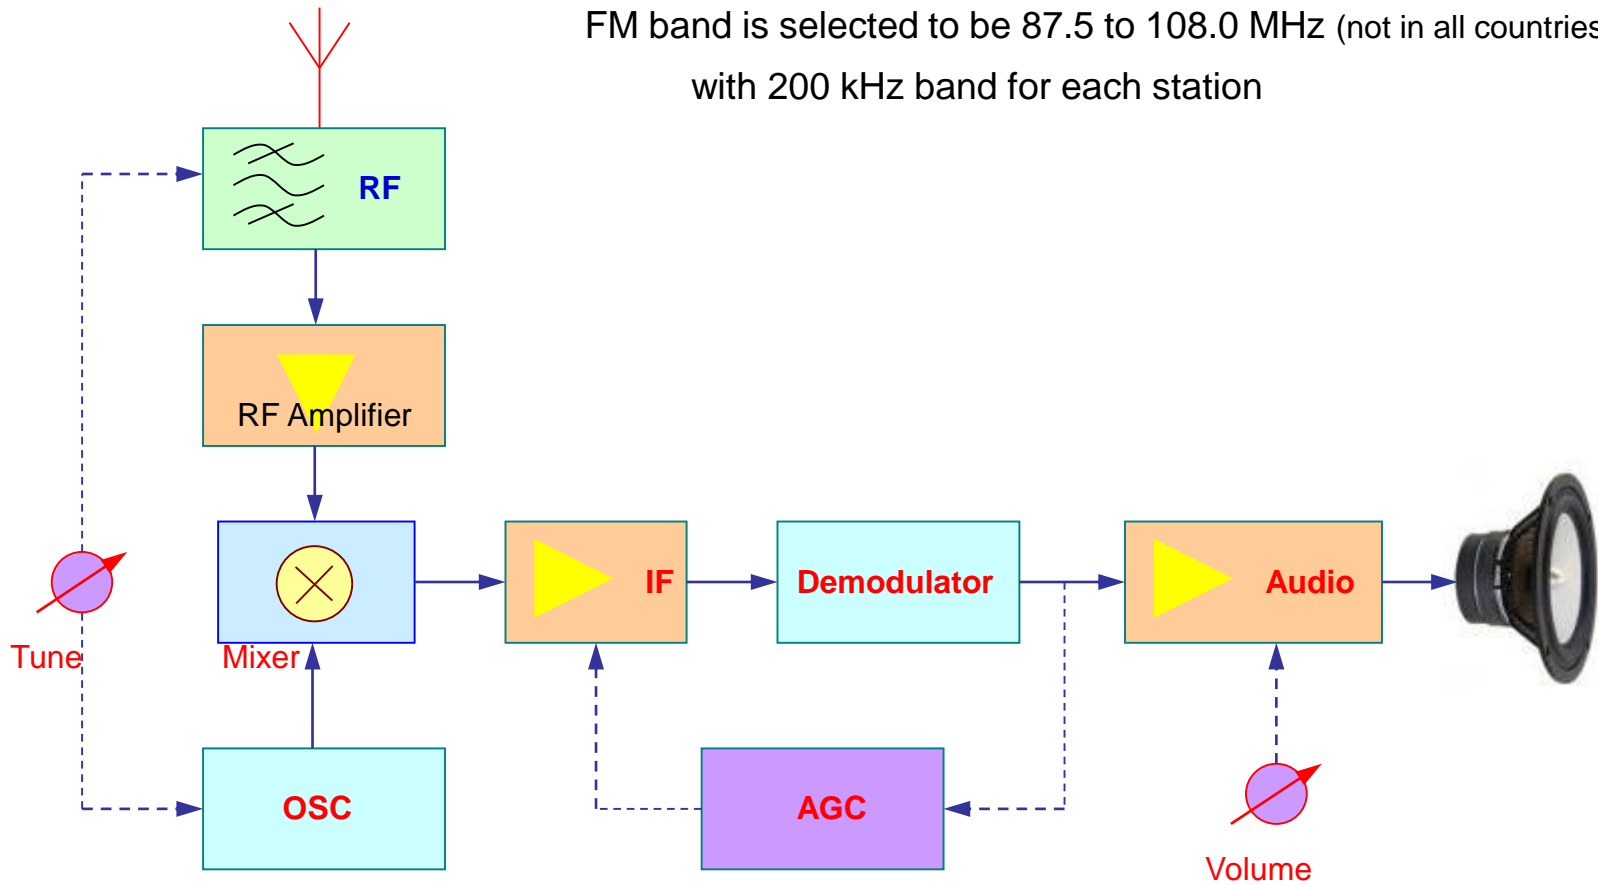 FM band is selected to be 87.5 to 108.0 MHz (not in all countries
with 200 kHz band for each station
RF
RF Amplifier
IF
Demodulator
Audio
Tune
Mixer
OSC
AGC
Volume